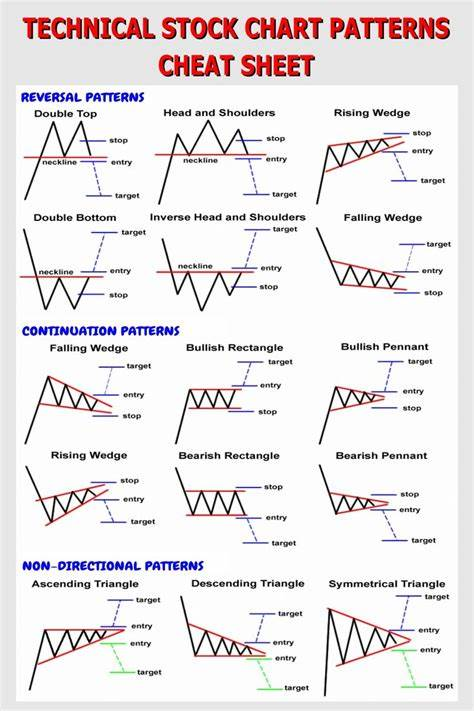 TECHNICAL STOCK CHART PATTERNS
CHEAT SHEET
REVERSAL PATTERNS
Double Top
stop
neckline
entry
target
Head and Shoulders
stop
neckline
entry
target
Rising Wedge
stop
entry
target
Double Bottom
target
neckline
entry
stop
Inverse Head and Shoulders
target
neckline
entry
stop
Falling Wedge
target
entry
stop
CONTINUATION PATTERNS
Falling Wedge
target
entry
stop
Bullish Rectangle
target
entry
stop
Bullish Pennant
target
entry
stop
Rising Wedge
stop
entry
target
Bearish Rectangle
stop
entry
target
Bearish Pennant
stop
entry
target
NON-DIRECTIONAL PATTERNS
Ascending Triangle
target
entry
entry
target
Descending Triangle
target
entry
entry
target
Symmetrical Triangle
target
entry
entry
target